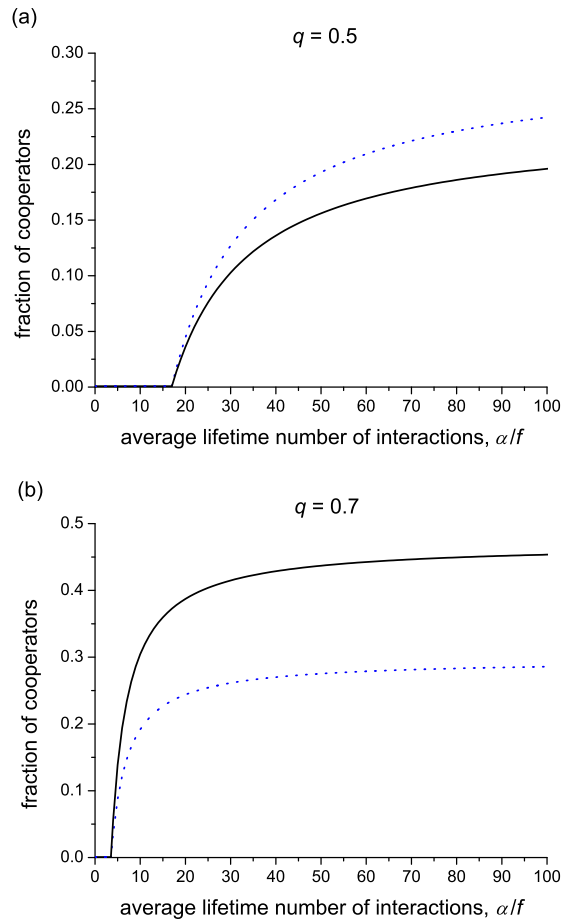 (a)
q = 0.5
0.30
0.25
0.20
0.15
0.10
0.05
0.00
fraction of cooperators
0 10 20 30 40 50 60 70 80 90 100
average lifetime number of interactions, α/f
(b)
q = 0.7
0.5
0.4
0.3
0.2
0.1
0.0
fraction of cooperators
0 10 20 30 40 50 60 70 80 90 100
average lifetime number of interactions, α/f